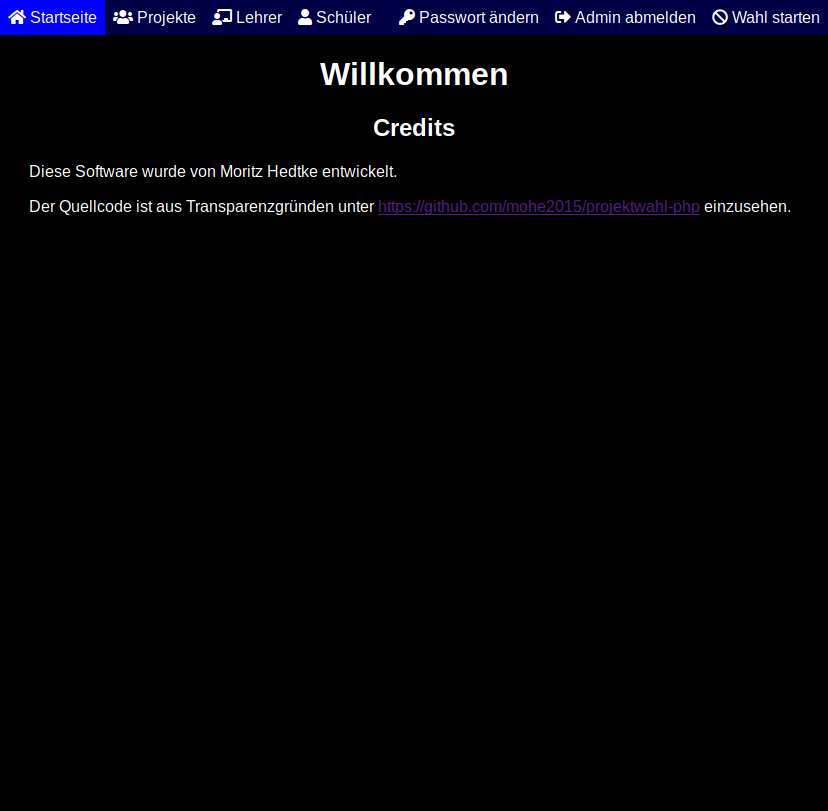 Startseite Projekte Lehrer Schüler Passwort ändern Admin abmelden Wahl starten
Willkommen
Credits
Diese Software wurde von Moritz Hedtke entwickelt.
Der Quellcode ist aus Transparenzgründen unter https://github.com/mohe2015/projektwahl-php einzusehen.